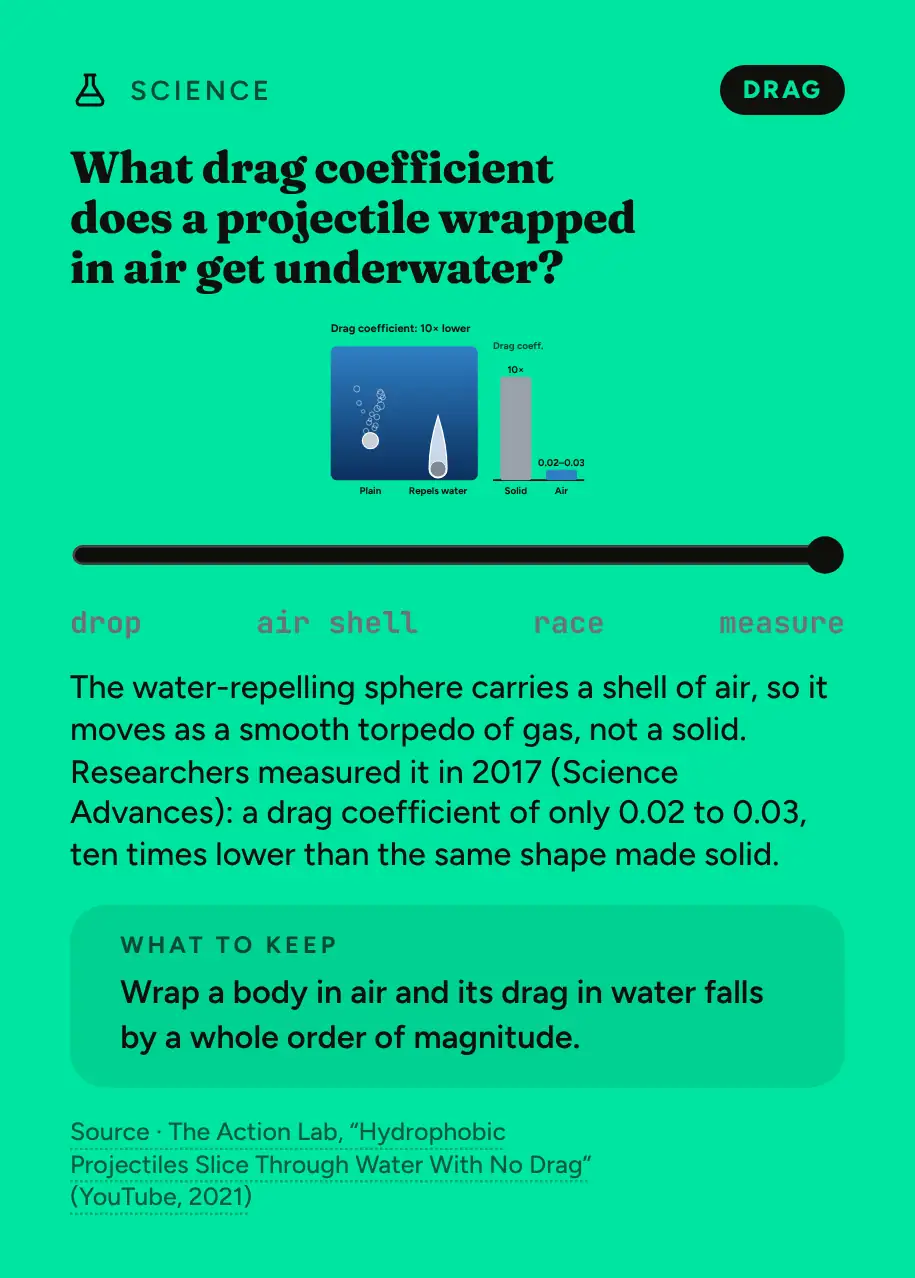 SCIENCE
DRAG
What drag coefficient
does a projectile wrapped
in air get underwater?
Drag coefficient: 10× lower
Drag coeff.
10×
0.02–0.03
Plain
Repels water
Solid
Air
drop
air shell
race
measure
The water-repelling sphere carries a shell of air, so it
moves as a smooth torpedo of gas, not a solid.
Researchers measured it in 2017 (Science
Advances): a drag coefficient of only 0.02 to 0.03,
ten times lower than the same shape made solid.
WHAT TO KEEP
Wrap a body in air and its drag in water falls
by a whole order of magnitude.
Source · The Action Lab, “Hydrophobic
Projectiles Slice Through Water With No Drag”
(YouTube, 2021)